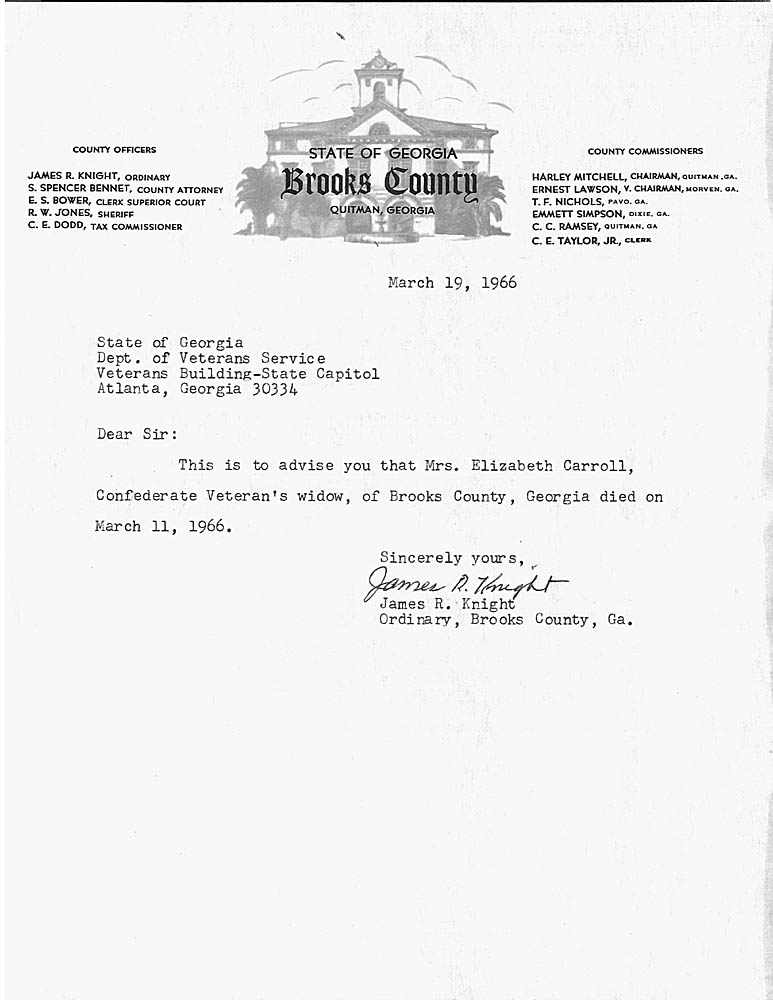 STATE OF GEORGIA
Brooks County
QUITMAN, GEORGIA
COUNTY OFFICERS
JAMES R. KNIGHT, ORDINARY
S. SPENCER BENNET, COUNTY ATTORNEY
E. S. BOWER, CLERK SUPERIOR COURT
R. W. JONES, SHERIFF
C. E. DODD, TAX COMMISSIONER
COUNTY COMMISSIONERS
HARLEY MITCHELL, CHAIRMAN, QUITMAN, GA.
ERNEST LAWSON, V. CHAIRMAN, MORVEN, GA.
T. F. NICHOLS, PAVO, GA.
EMMETT SIMPSON, DIXIE, GA.
C. C. RAMSEY, QUITMAN, GA
C. E. TAYLOR, JR., CLERK
March 19, 1966
State of Georgia
Dept. of Veterans Service
Veterans Building-State Capitol
Atlanta, Georgia 30334
Dear Sir:
This is to advise you that Mrs. Elizabeth Carroll,
Confederate Veteran's widow, of Brooks County, Georgia died on
March 11, 1966.
Sincerely yours,
James R. Knight
James R. Knight
Ordinary, Brooks County, Ga.